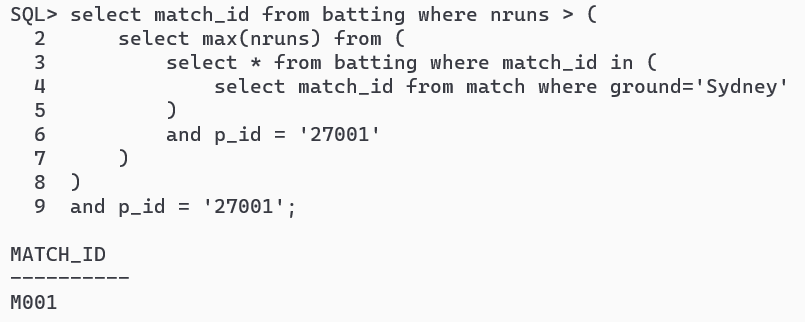 SQL> select match_id from batting where nruns > (
  2      select max(nruns) from (
  3          select * from batting where match_id in (
  4              select match_id from match where ground='Sydney'
  5          )
  6          and p_id = '27001'
  7      )
  8  )
  9  and p_id = '27001';

MATCH_ID
----------
M001